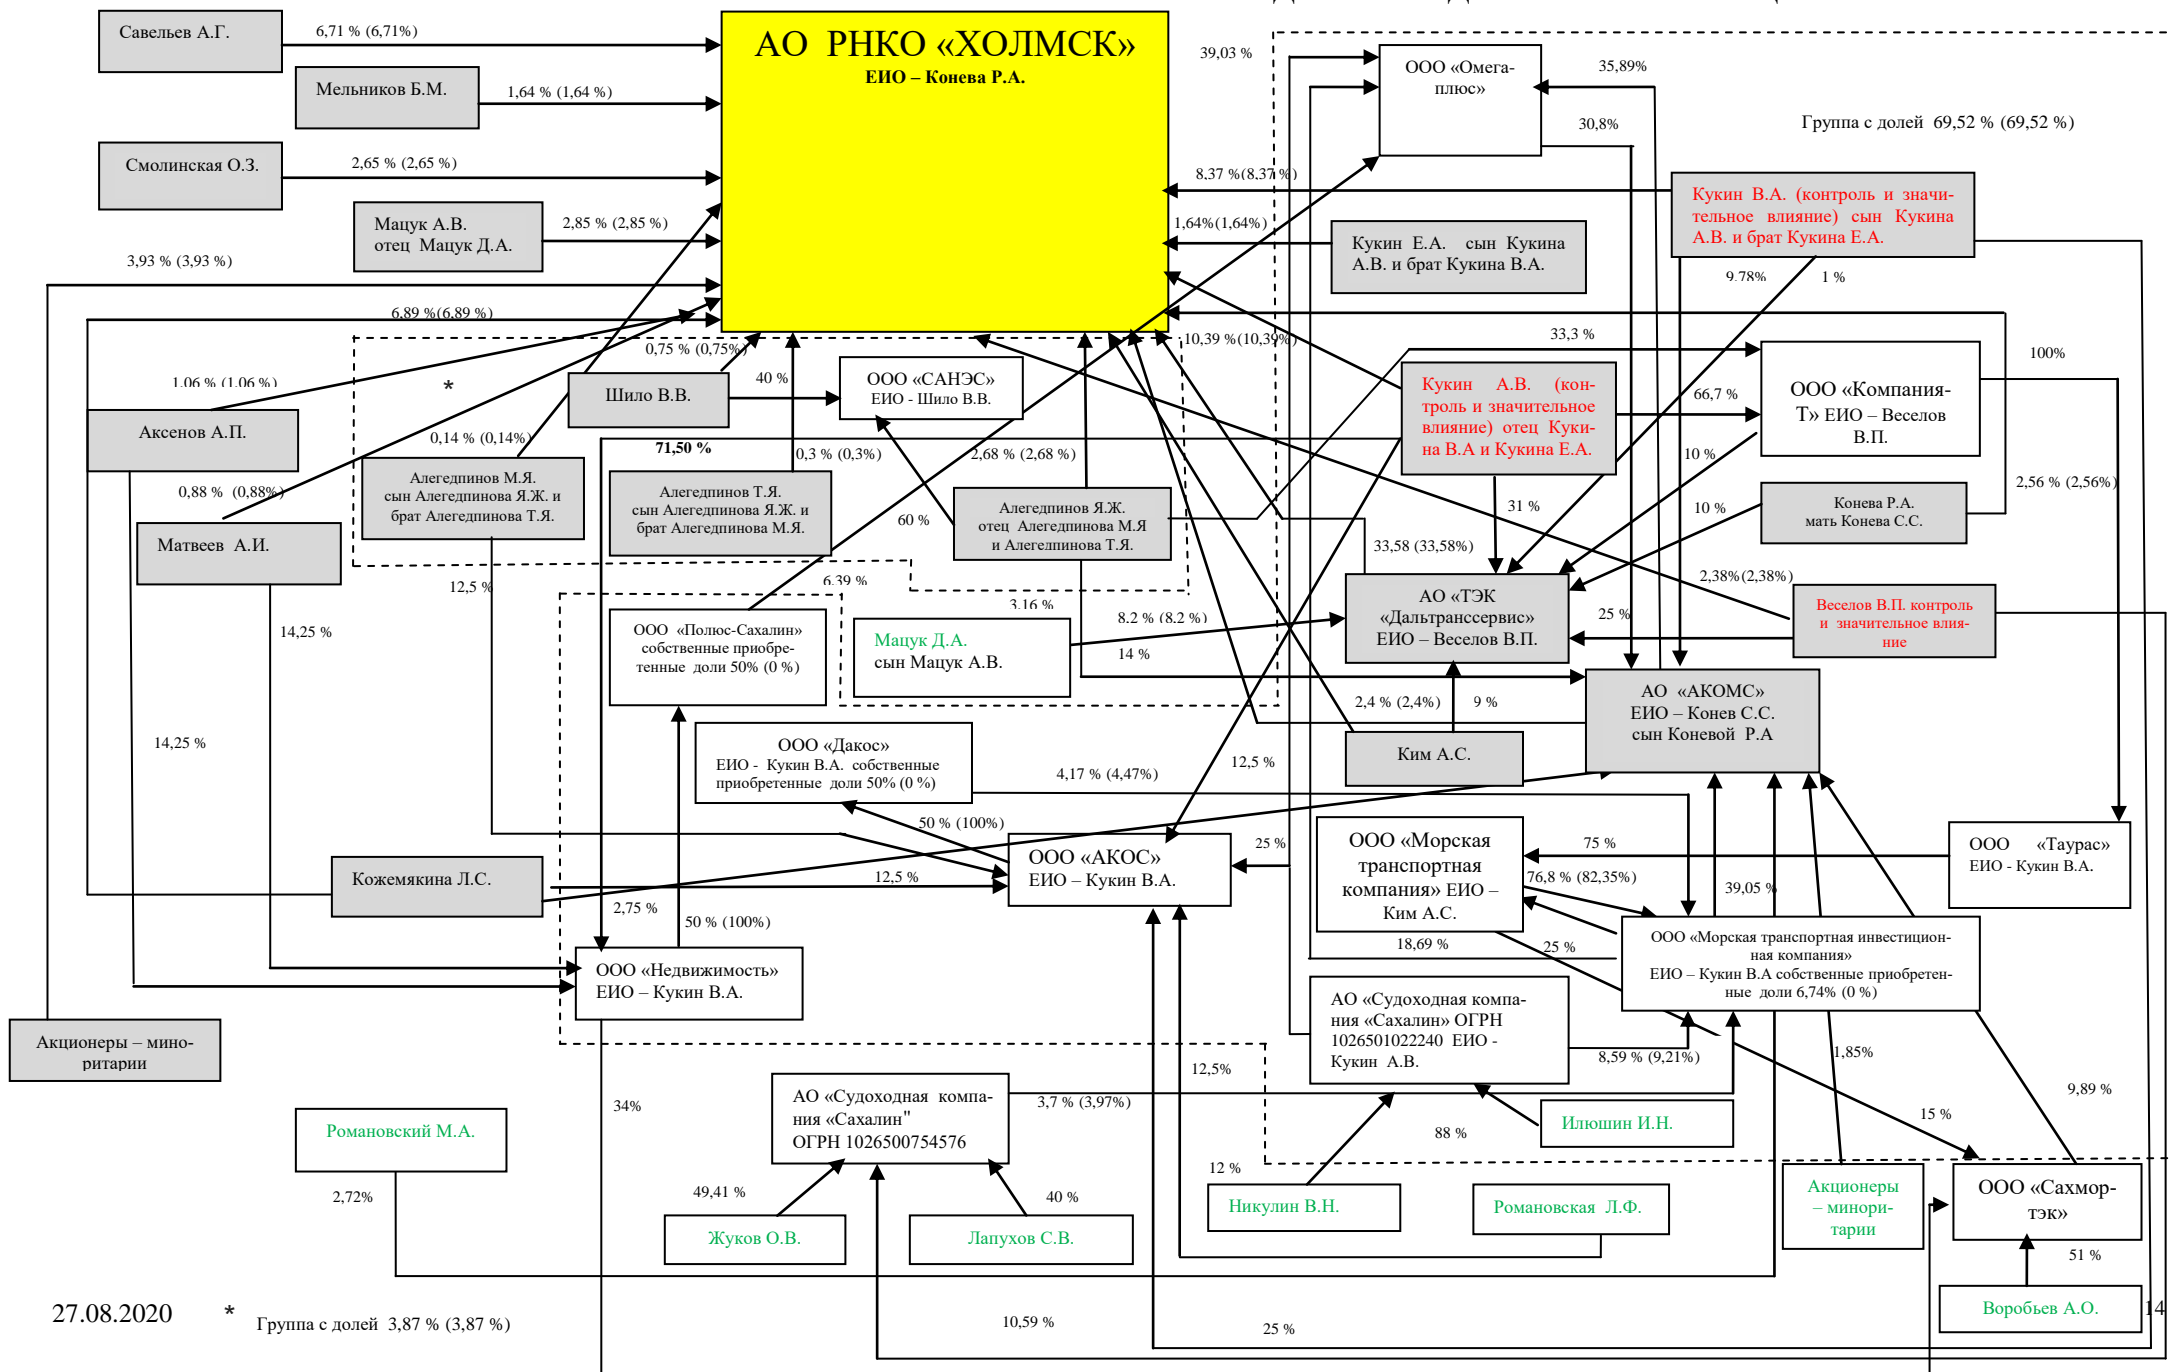 Савельев А.Г.
6,71 % (6,71%)
АО РНКО «ХОЛМСК»
ЕИО – Конева Р.А.
39,03 %
ООО «Омега-
плюс»
35,89%
Мельников Б.М.
1,64 % (1,64 %)
30,8%
Группа с долей 69,52 % (69,52 %)
Смолинская О.З.
2,65 % (2,65 %)
8,37 %(8,37 %)
Кукин В.А. (контроль и значи-
тельное влияние) сын Кукина
А.В. и брат Кукина Е.А.
Мацук А.В.
отец Мацук Д.А.
2,85 % (2,85 %)
1,64%(1,64%)
Кукин Е.А. сын Кукина
А.В. и брат Кукина В.А.
3,93 % (3,93 %)
9,78%
1 %
6,89 %(6,89 %)
10,39 %(10,39%)
33,3 %
0,75 % (0,75%)
100%
1,06 % (1,06 %)
*
Шило В.В.
40 %
ООО «САНЭС»
ЕИО - Шило В.В.
Кукин А.В. (кон-
троль и значительное
влияние) отец Куки-
на В.А и Кукина Е.А.
66,7 %
ООО «Компания-
Т» ЕИО – Веселов
В.П.
Аксенов А.П.
0,14 % (0,14%)
71,50 %
0,3 % (0,3%)
2,68 % (2,68 %)
10 %
0,88 % (0,88%)
Алегедпинов М.Я.
сын Алегедпинова Я.Ж. и
брат Алегедпинова Т.Я.
Алегедпинов Т.Я.
сын Алегедпинова Я.Ж. и
брат Алегедпинова М.Я.
60 %
Алегедпинов Я.Ж.
отец Алегедпинова М.Я
и Алегедпинова Т.Я.
31 %
10 %
Конева Р.А.
мать Конева С.С.
2,56 % (2,56%)
Матвеев А.И.
33,58 (33,58%)
12,5 %
6,39 %
3,16 %
АО «ТЭК
«Дальтранссервис»
ЕИО – Веселов В.П.
2,38%(2,38%)
Веселов В.П. контроль
и значительное влия-
ние
14,25 %
ООО «Полюс-Сахалин»
собственные приобре-
тенные доли 50% (0 %)
Мацук Д.А.
сын Мацук А.В.
8,2 % (8,2 %)
25 %
14 %
14,25 %
ООО «Дакос»
ЕИО - Кукин В.А. собственные
приобретенные доли 50% (0 %)
2,4 % (2,4%)
9 %
АО «АКОМС»
ЕИО – Конев С.С.
сын Коневой Р.А
4,17 % (4,47%)
12,5 %
Ким А.С.
50 % (100%)
25 %
ООО «Морская
транспортная
компания» ЕИО –
Ким А.С.
75 %
ООО «Таурас»
ЕИО - Кукин В.А.
Кожемякина Л.С.
12,5 %
ООО «АКОС»
ЕИО – Кукин В.А.
76,8 % (82,35%)
39,05 %
2,75 %
50 % (100%)
18,69 %
25 %
ООО «Морская транспортная инвестицион-
ная компания»
ЕИО – Кукин В.А собственные приобретен-
ные доли 6,74% (0 %)
ООО «Недвижимость»
ЕИО – Кукин В.А.
АО «Судоходная компа-
ния «Сахалин» ОГРН
1026501022240 ЕИО -
Кукин А.В.
Акционеры – мино-
ритарии
8,59 % (9,21%)
1,85%
9,89 %
34%
АО «Судоходная компа-
ния «Сахалин"
ОГРН 1026500754576
12,5%
3,7 % (3,97%)
15 %
Романовский М.А.
88 %
Илюшин И.Н.
2,72%
49,41 %
40 %
12 %
Жуков О.В.
Лапухов С.В.
Никулин В.Н.
Романовская Л.Ф.
Акционеры
– минори-
тарии
ООО «Сахмор-
тэк»
51 %
Воробьев А.О.
27.08.2020
* Группа с долей 3,87 % (3,87 %)
10,59 %
25 %
14